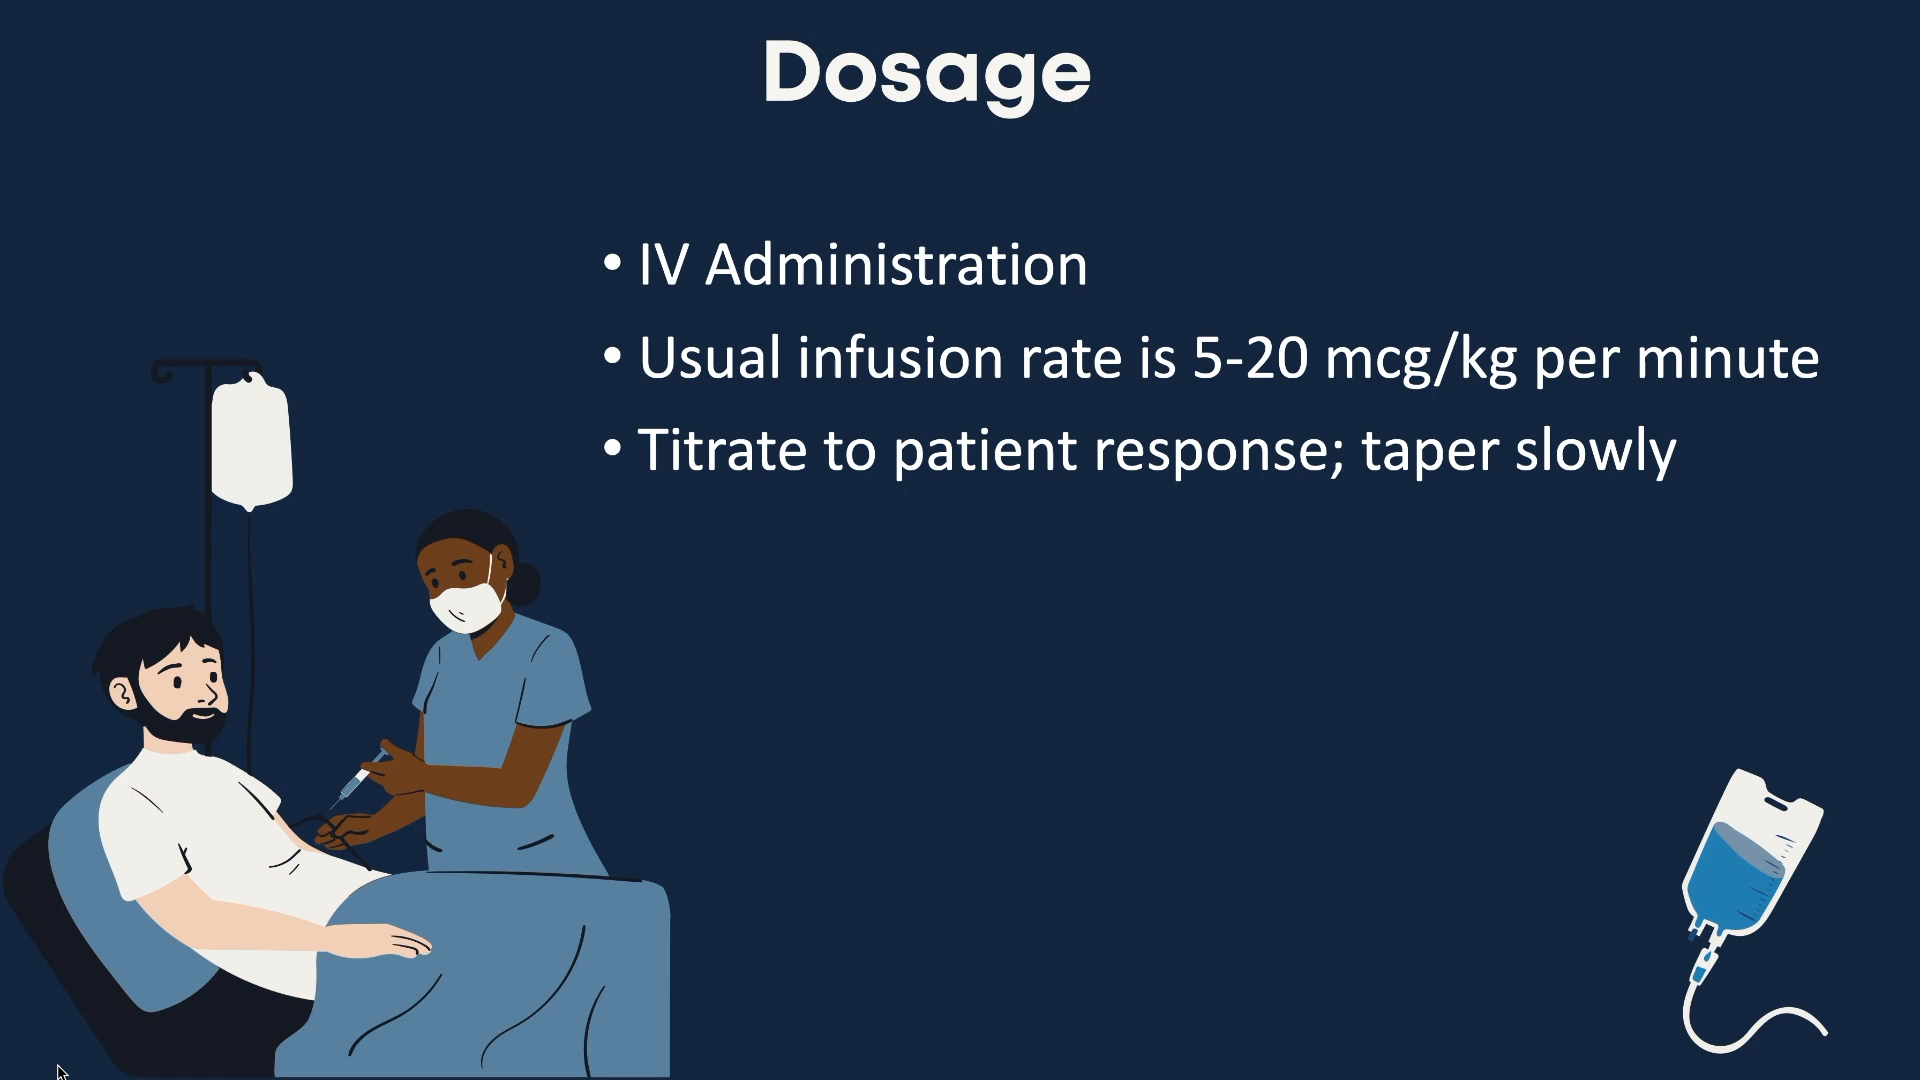 Dosage
• IV Administration
• Usual infusion rate is 5-20 mcg/kg per minute
• Titrate to patient response; taper slowly